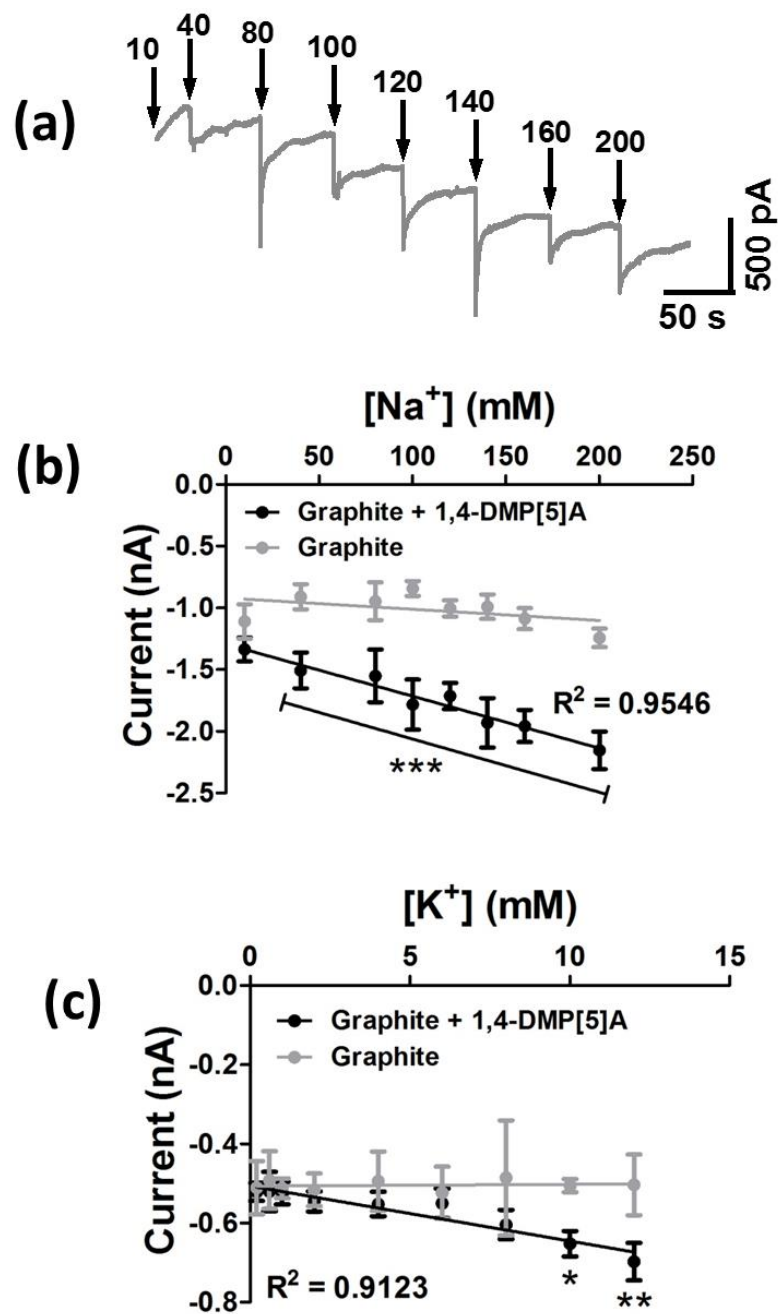 (a)
10
40
80
100
120
140
160
200
500 pA
50 s
(b)
[Na⁺] (mM)
0 50 100 150 200 250
0.0
-0.5
-1.0
-1.5
-2.0
-2.5
Current (nA)
Graphite + 1,4-DMP[5]A
Graphite
R² = 0.9546
***
(c)
[K⁺] (mM)
0 5 10 15
0.0
-0.2
-0.4
-0.6
-0.8
Current (nA)
Graphite + 1,4-DMP[5]A
Graphite
R² = 0.9123
* **